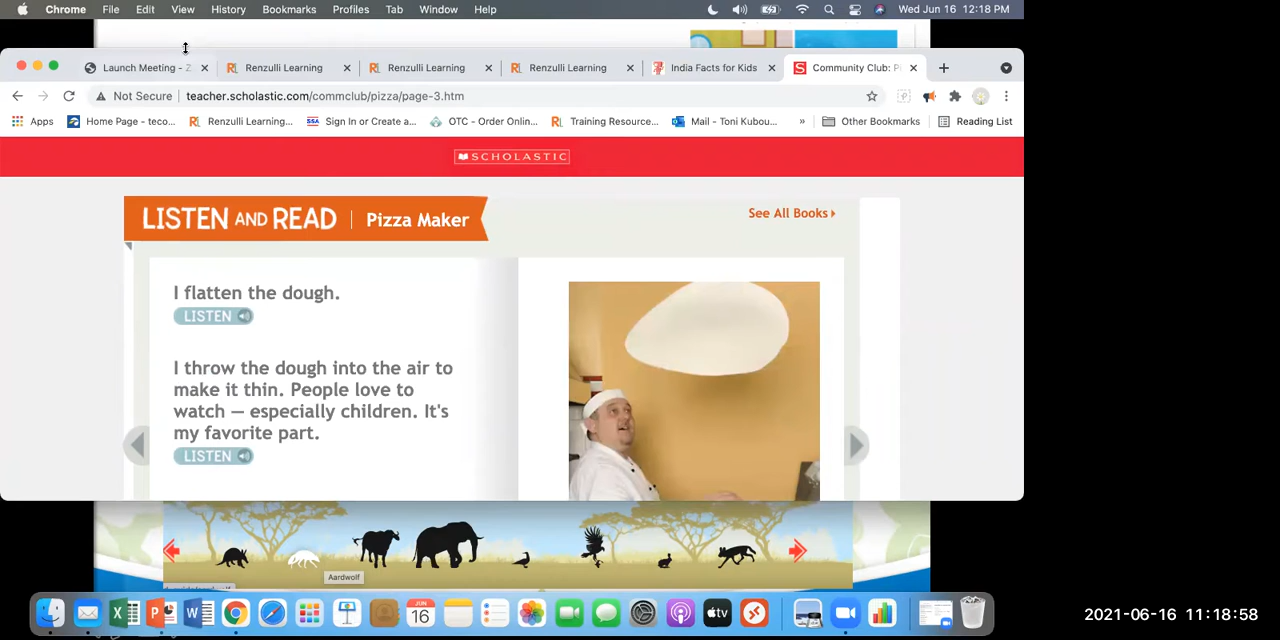 Chrome File Edit View History Bookmarks Profiles Tab Window Help Wed Jun 16 12:18 PM
Launch Meeting - Z Renzulli Learning Renzulli Learning Renzulli Learning India Facts for Kids Community Club: P
Not Secure teacher.scholastic.com/commclub/pizza/page-3.htm
Apps Home Page - teco... Renzulli Learning... Sign In or Create a... OTC - Order Onlin... Training Resource... Mail - Toni Kubou... » Other Bookmarks Reading List
SCHOLASTIC
LISTEN AND READ | Pizza Maker
See All Books
I flatten the dough.
LISTEN
I throw the dough into the air to
make it thin. People love to
watch — especially children. It's
my favorite part.
LISTEN
Aardwolf
JUN
16
tv
2021-06-16 11:18:58